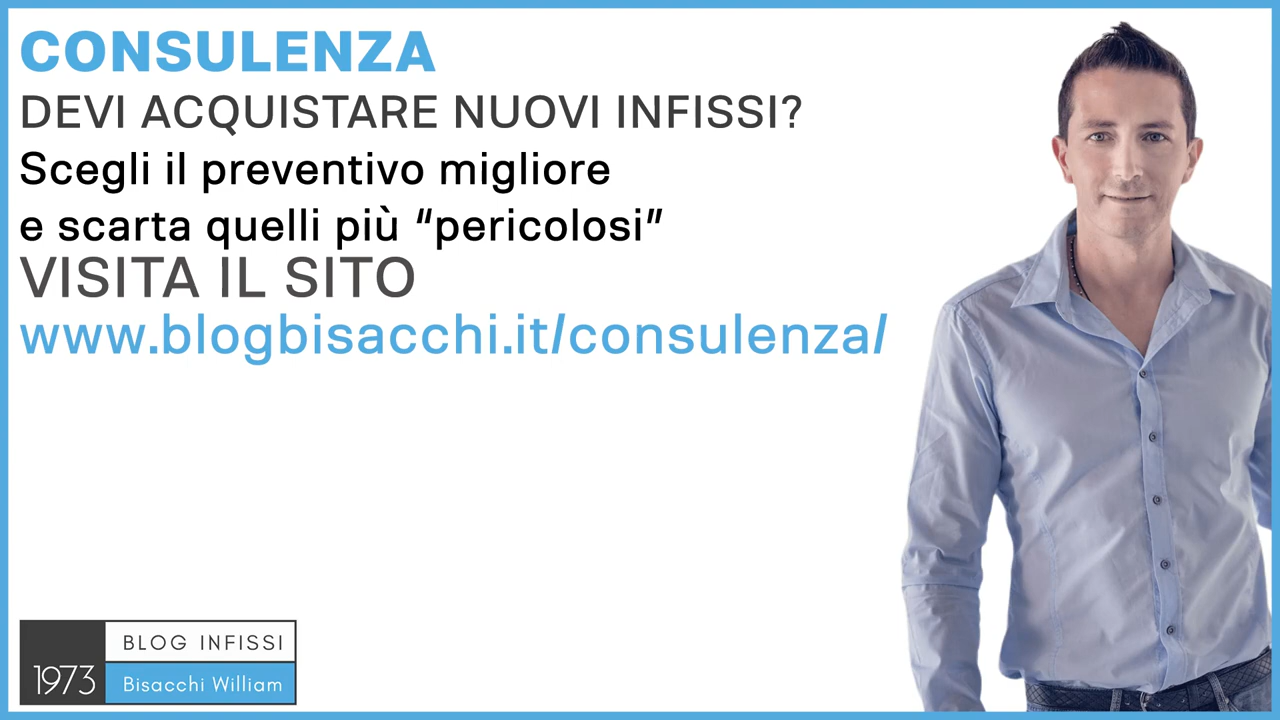 CONSULENZA
DEVI ACQUISTARE NUOVI INFISSI?
Scegli il preventivo migliore
e scarta quelli più “pericolosi”
VISITA IL SITO
www.blogbisacchi.it/consulenza/
1973
BLOG INFISSI
Bisacchi William